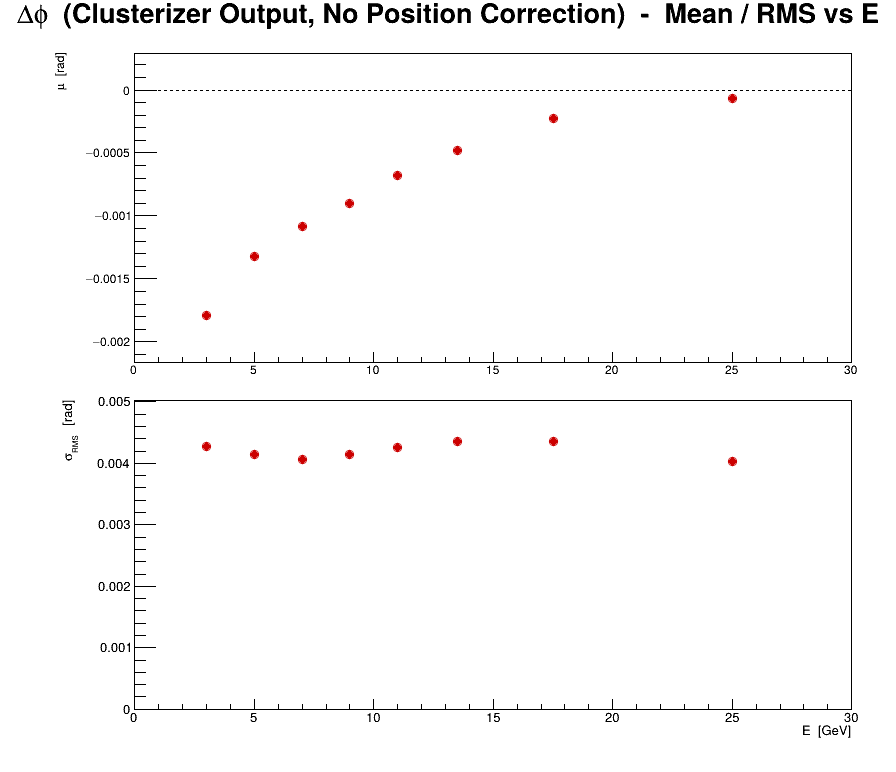 Δϕ (Clusterizer Output, No Position Correction) - Mean / RMS vs E
μ [rad]
0
−0.0005
−0.001
−0.0015
−0.002
0 5 10 15 20 25 30
σRMS [rad]
0.005
0.004
0.003
0.002
0.001
0
0 5 10 15 20 25 30
E [GeV]